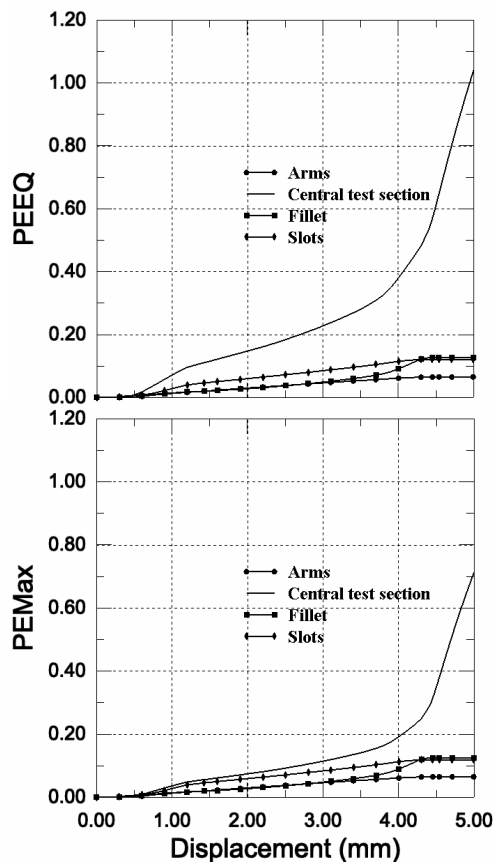 1.20
1.00
0.80
0.60
0.40
0.20
0.00
PEEQ
Arms
Central test section
Fillet
Slots
1.20
1.00
0.80
0.60
0.40
0.20
0.00
PEMax
Arms
Central test section
Fillet
Slots
0.00 1.00 2.00 3.00 4.00 5.00
Displacement (mm)